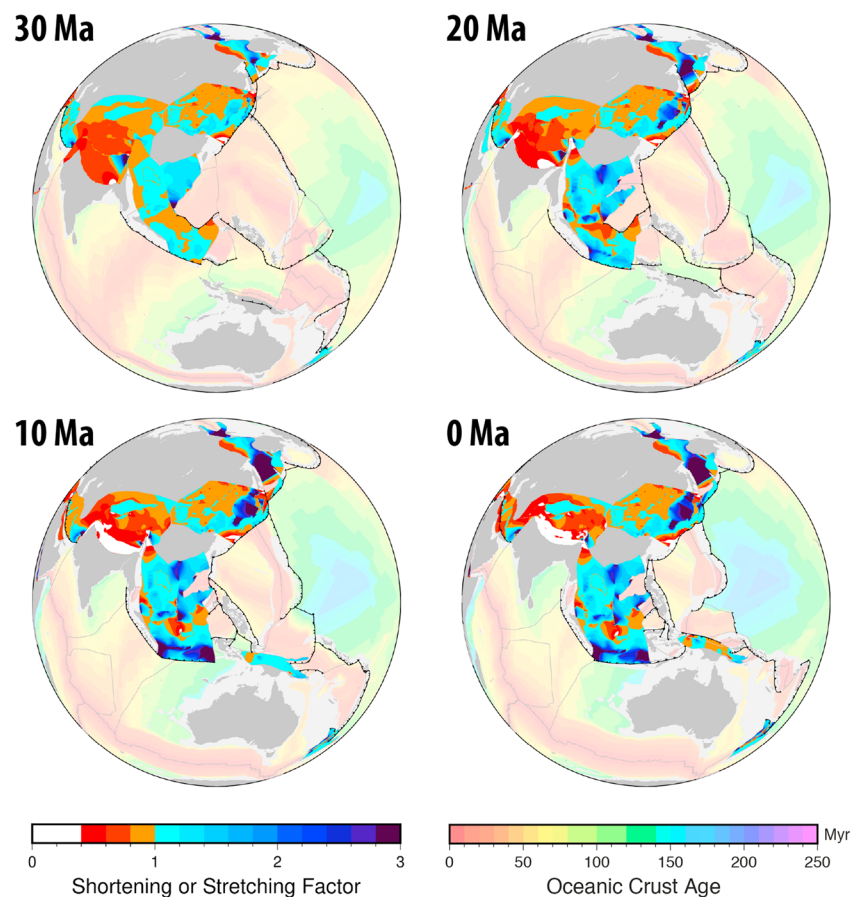 30 Ma
20 Ma
10 Ma
0 Ma
0 1 2 3
Shortening or Stretching Factor
0 50 100 150 200 250 Myr
Oceanic Crust Age